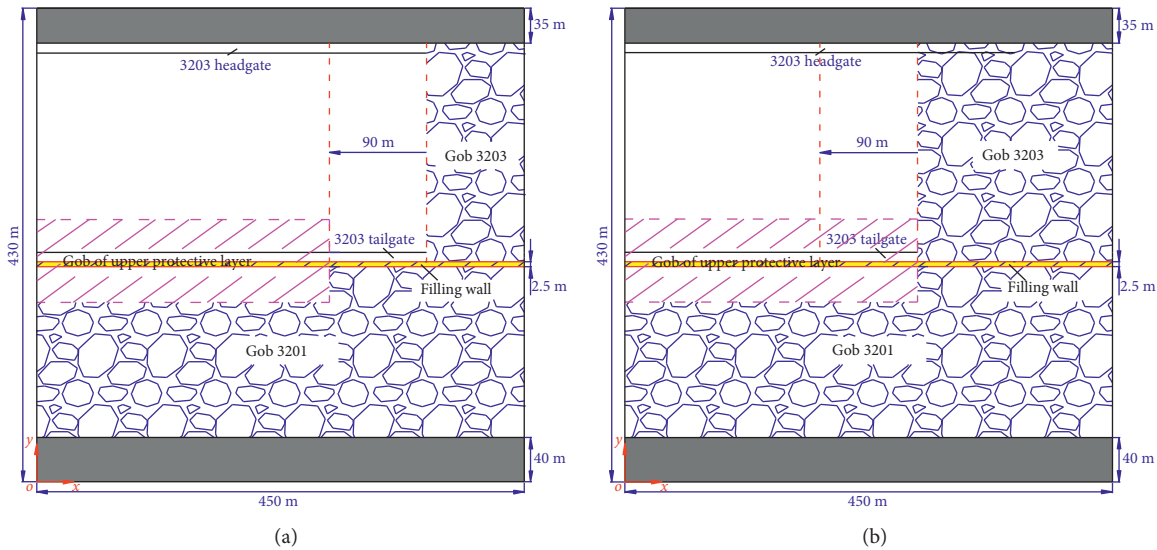 35 m
3203 headgate
90 m
Gob 3203
430 m
3203 tailgate
Gob of upper protective layer
Filling wall
2.5 m
Gob 3201
y
40 m
o
x
450 m
(a)
35 m
3203 headgate
90 m
Gob 3203
430 m
3203 tailgate
Gob of upper protective layer
Filling wall
2.5 m
Gob 3201
y
40 m
o
x
450 m
(b)